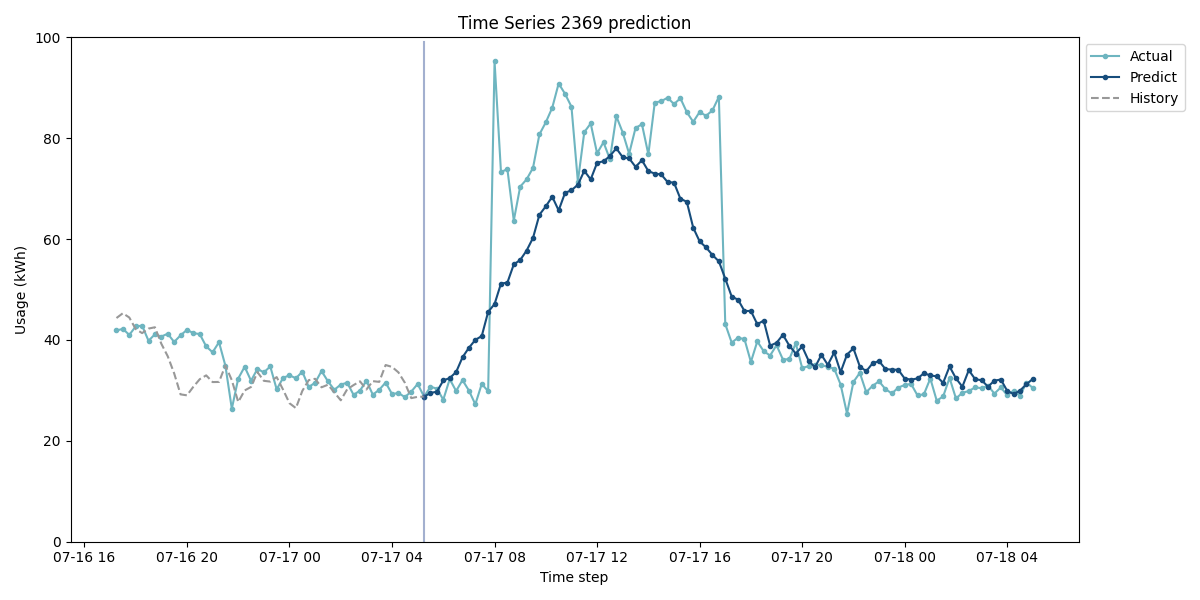 Time Series 2369 prediction
100
80
60
40
20
0
Usage (kWh)
07-16 16
07-16 20
07-17 00
07-17 04
07-17 08
07-17 12
07-17 16
07-17 20
07-18 00
07-18 04
Time step
Actual
Predict
History